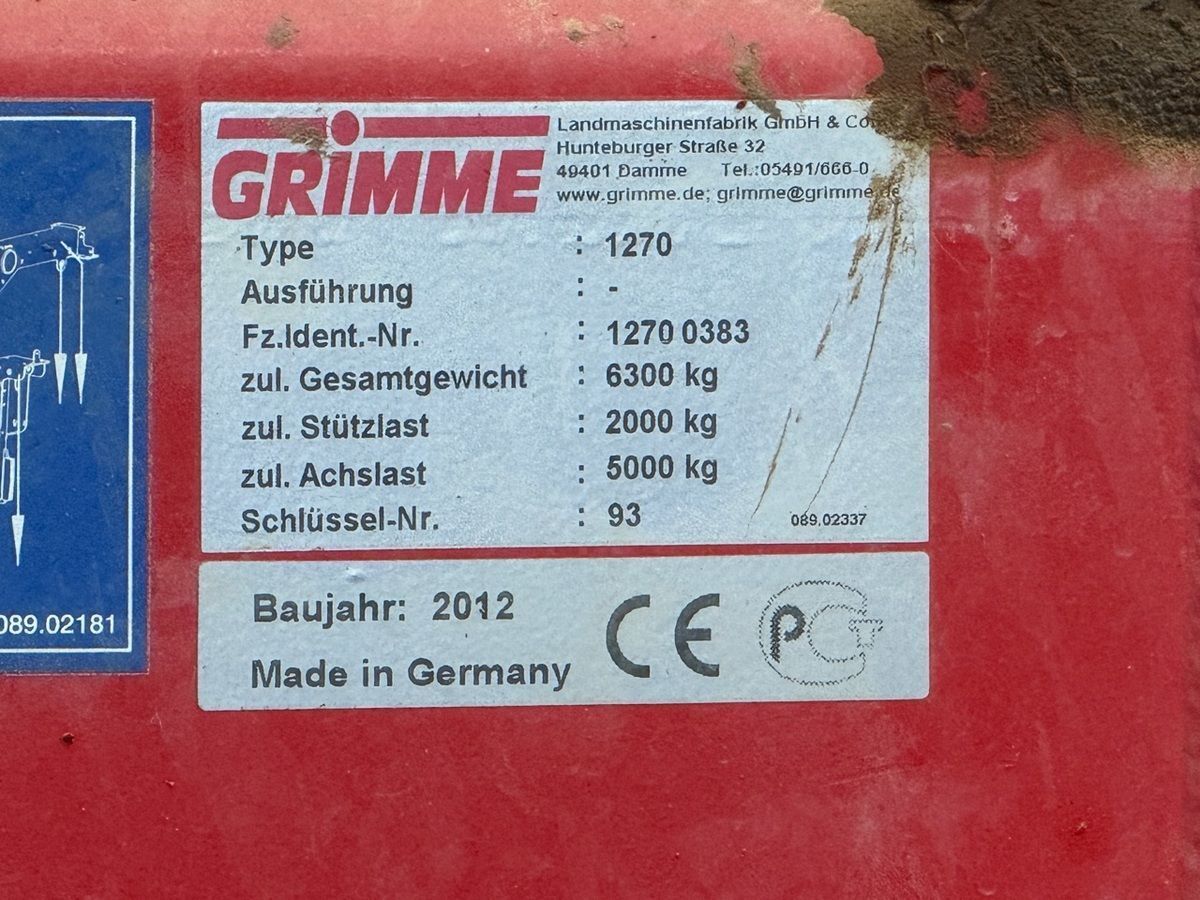 GRIMME
Landmaschinenfabrik GmbH & Co.
Hunteburger Straße 32
49401 Damme Tel.:05491/666-0
www.grimme.de; grimme@grimme.de
Type : 1270
Ausführung : -
Fz.Ident.-Nr. : 1270 0383
zul. Gesamtgewicht : 6300 kg
zul. Stützlast : 2000 kg
zul. Achslast : 5000 kg
Schlüssel-Nr. : 93
089.02337
089.02181
Baujahr: 2012
Made in Germany
CE PCT